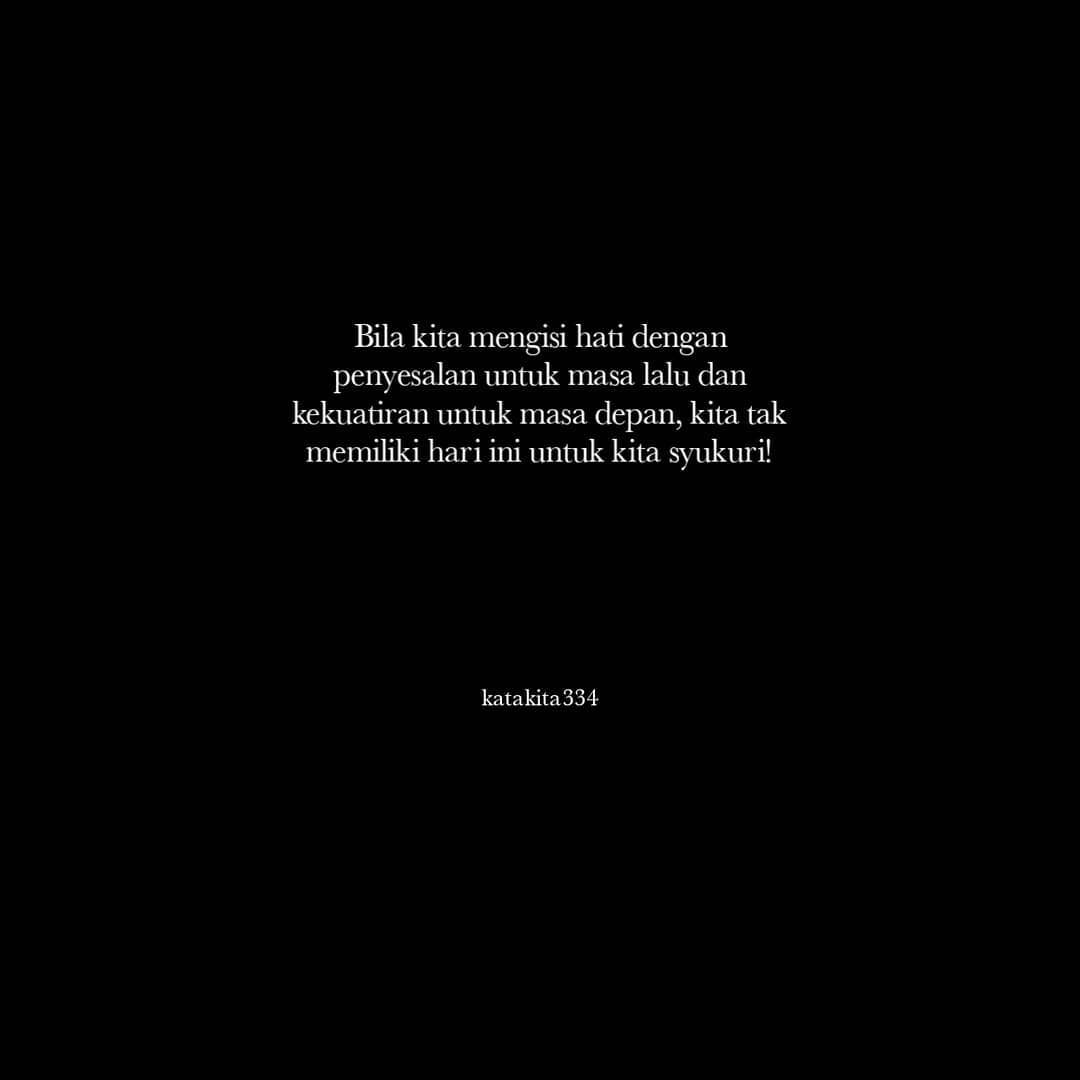 Bila kita mengisi hati dengan
penyesalan untuk masa lalu dan
kekuatiran untuk masa depan, kita tak
memiliki hari ini untuk kita syukuri!
katakita334